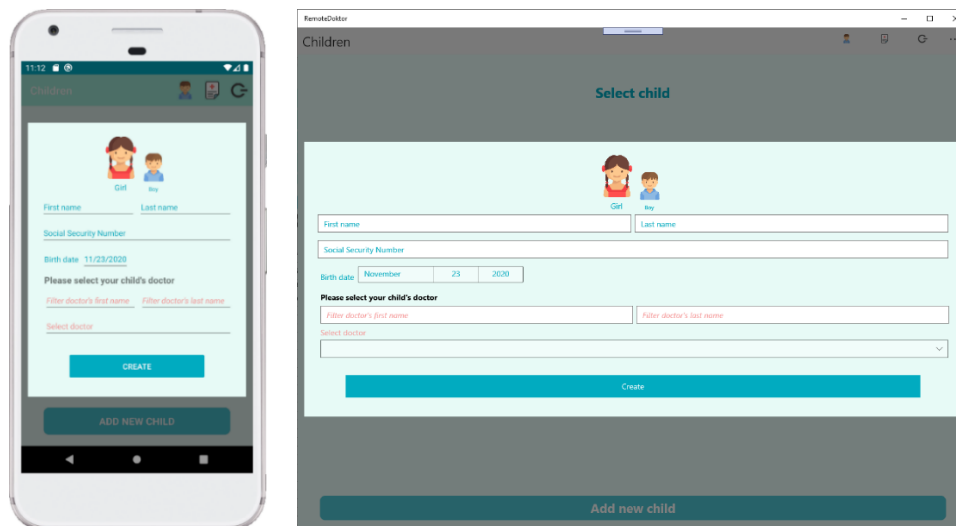 11:12
Children
Girl
Boy
First name Last name
Social Security Number
Birth date 11/23/2020
Please select your child's doctor
Filter doctor's first name Filter doctor's last name
Select doctor
CREATE
ADD NEW CHILD
RemoteDoktor
Children
Select child
Girl
Boy
First name Last name
Social Security Number
Birth date November 23 2020
Please select your child's doctor
Filter doctor's first name Filter doctor's last name
Select doctor
Create
Add new child